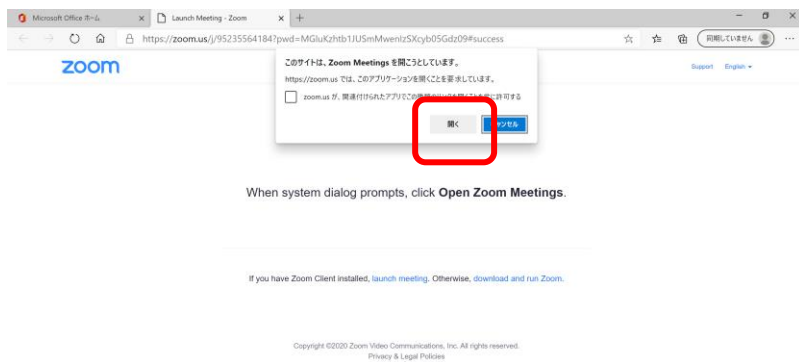 Microsoft Office ホーム
Launch Meeting - Zoom
https://zoom.us/j/95235564184?pwd=MGluKzhtb1JUSmMwenIzSXcyb05Gdz09#success
同期していません
zoom
Support English
このサイトは、Zoom Meetings を開こうとしています。
https://zoom.us では、このアプリケーションを開くことを要求しています。
zoom.us が、関連付けられたアプリでこの種類のリンクを開くことを常に許可する
開く
キャンセル
When system dialog prompts, click Open Zoom Meetings.
If you have Zoom Client installed, launch meeting. Otherwise, download and run Zoom.
Copyright ©2020 Zoom Video Communications, Inc. All rights reserved.
Privacy & Legal Policies